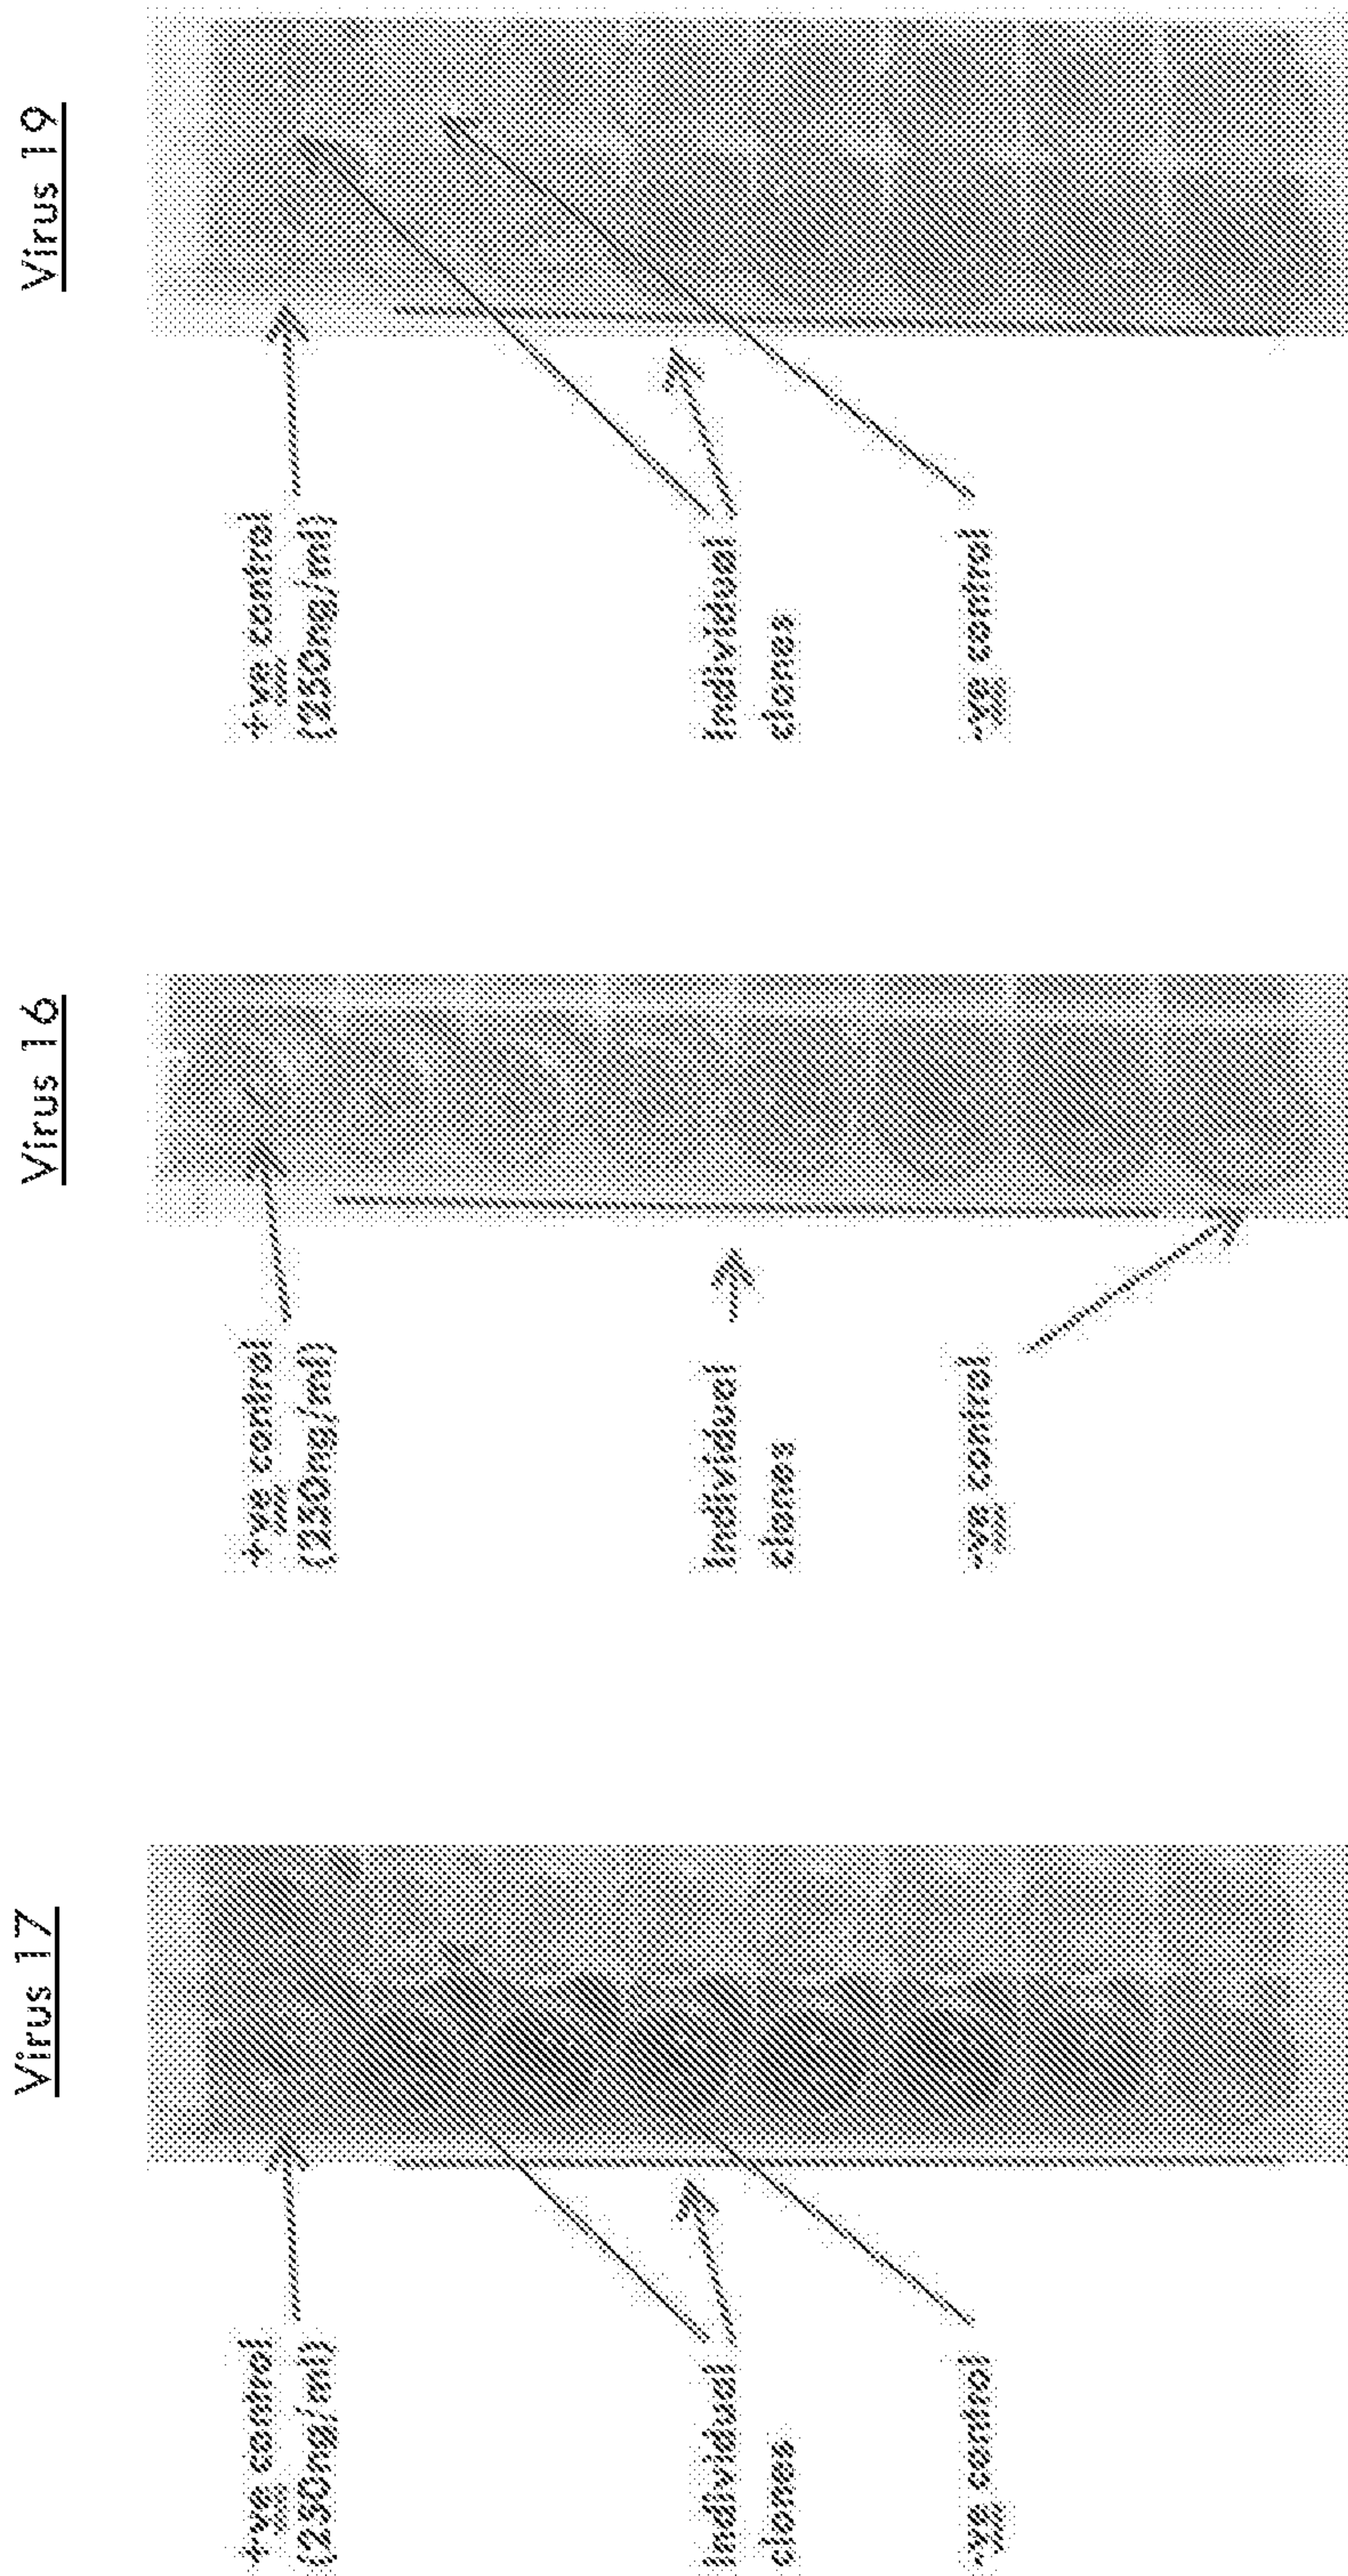 Virus 17
+ve control
(250ng/ml)
Individual
clones
-ve control
Virus 16
+ve control
(250ng/ml)
Individual
clones
-ve control
Virus 19
+ve control
(250ng/ml)
Individual
clones
-ve control